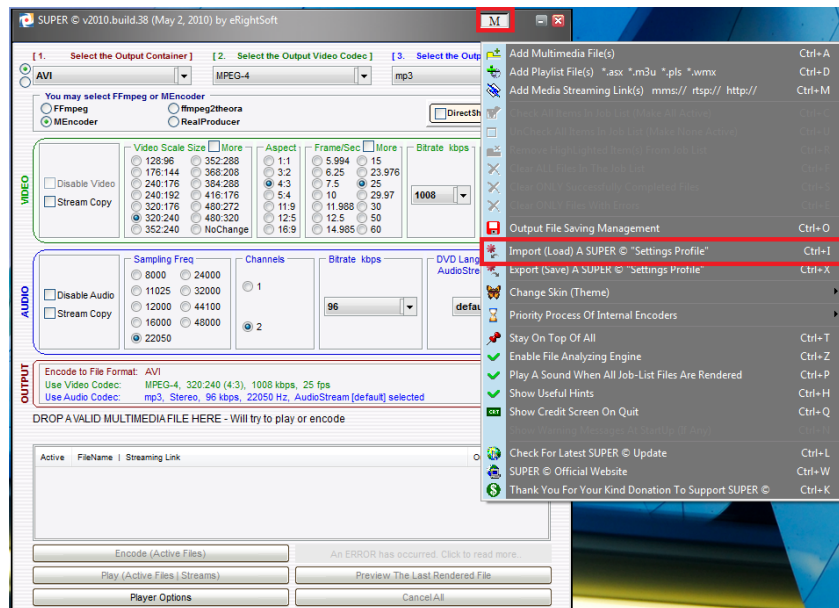 SUPER © v2010.build.38 (May 2, 2010) by eRightSoft
M
[ 1. Select the Output Container ] [ 2. Select the Output Video Codec ] [ 3. Select the Outp
AVI MPEG-4 mp3
You may select FFmpeg or MEncoder
FFmpeg ffmpeg2theora
MEncoder RealProducer
DirectSh
VIDEO
Disable Video
Stream Copy
Video Scale Size More
128:96 352:288
176:144 368:208
240:176 384:288
240:192 416:176
320:176 480:272
320:240 480:320
352:240 NoChange
Aspect
1:1
3:2
4:3
5:4
11:9
12:5
16:9
Frame/Sec More
5.994 15
6.25 23.976
7.5 25
10 29.97
11.988 30
12.5 50
14.985 60
Bitrate kbps
1008
AUDIO
Disable Audio
Stream Copy
Sampling Freq
8000 24000
11025 32000
12000 44100
16000 48000
22050
Channels
1
2
Bitrate kbps
96
DVD Lang
AudioStre
defau
OUTPUT
Encode to File Format: AVI
Use Video Codec: MPEG-4, 320:240 (4:3), 1008 kbps, 25 fps
Use Audio Codec: mp3, Stereo, 96 kbps, 22050 Hz, AudioStream [default] selected
DROP A VALID MULTIMEDIA FILE HERE - Will try to play or encode
Active FileName | Streaming Link O
Encode (Active Files) An ERROR has occurred. Click to read more..
Play (Active Files | Streams) Preview The Last Rendered File
Player Options Cancel All
Add Multimedia File(s) Ctrl+A
Add Playlist File(s) *.asx *.m3u *.pls *.wmx Ctrl+D
Add Media Streaming Link(s) mms:// rtsp:// http:// Ctrl+M
Output File Saving Management Ctrl+O
Import (Load) A SUPER © "Settings Profile" Ctrl+I
Export (Save) A SUPER © "Settings Profile" Ctrl+X
Change Skin (Theme)
Priority Process Of Internal Encoders
Stay On Top Of All Ctrl+T
Enable File Analyzing Engine Ctrl+Z
Play A Sound When All Job-List Files Are Rendered Ctrl+P
Show Useful Hints Ctrl+H
Show Credit Screen On Quit Ctrl+Q
Check For Latest SUPER © Update Ctrl+L
SUPER © Official Website Ctrl+W
Thank You For Your Kind Donation To Support SUPER © Ctrl+K